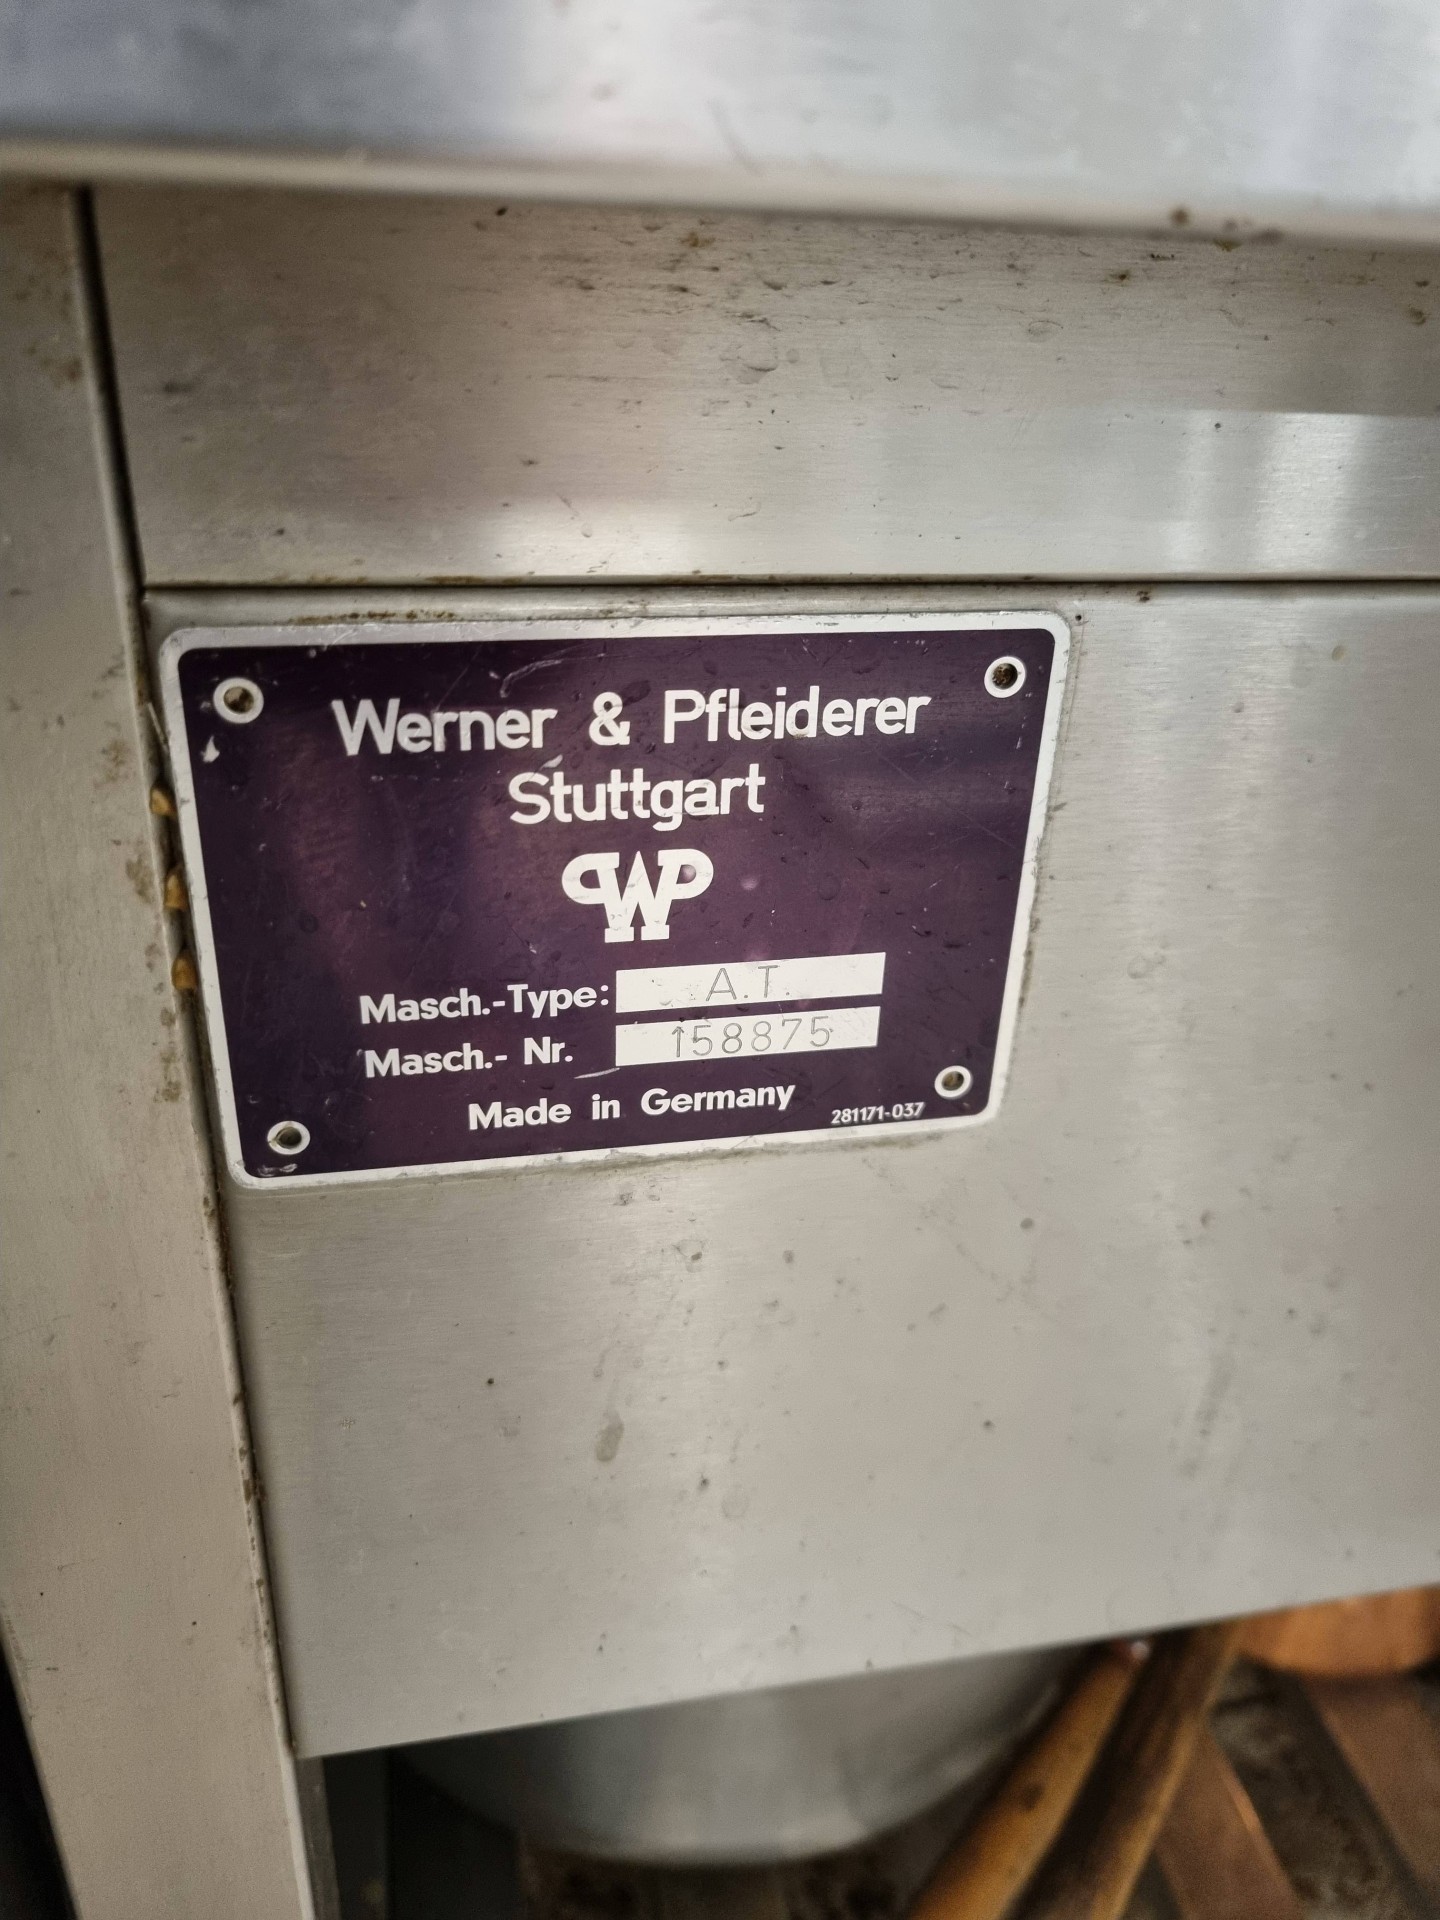 Werner & Pfleiderer
Stuttgart
WP
Masch.-Type: A.T.
Masch.- Nr. 158875
Made in Germany
281171-037